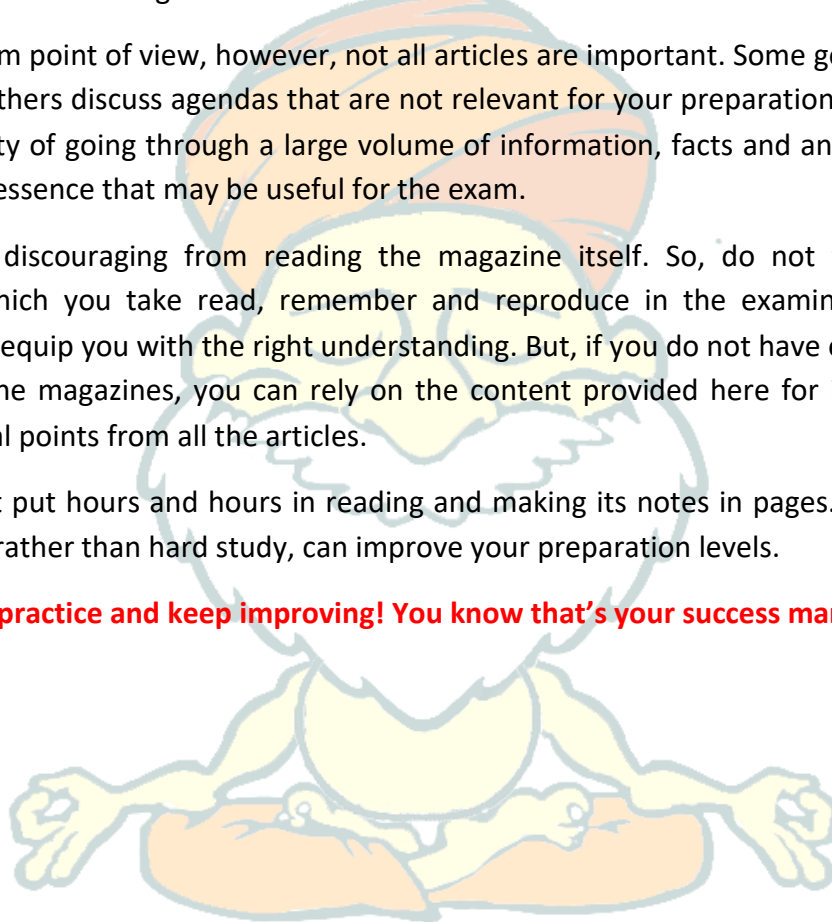 m point of view, however, not all articles are important. Some go
thers discuss agendas that are not relevant for your preparation
ty of going through a large volume of information, facts and an
essence that may be useful for the exam.
discouraging from reading the magazine itself. So, do not
hich you take read, remember and reproduce in the examin
equip you with the right understanding. But, if you do not have
he magazines, you can rely on the content provided here for
al points from all the articles.
t put hours and hours in reading and making its notes in pages.
rather than hard study, can improve your preparation levels.
practice and keep improving! You know that's your success man